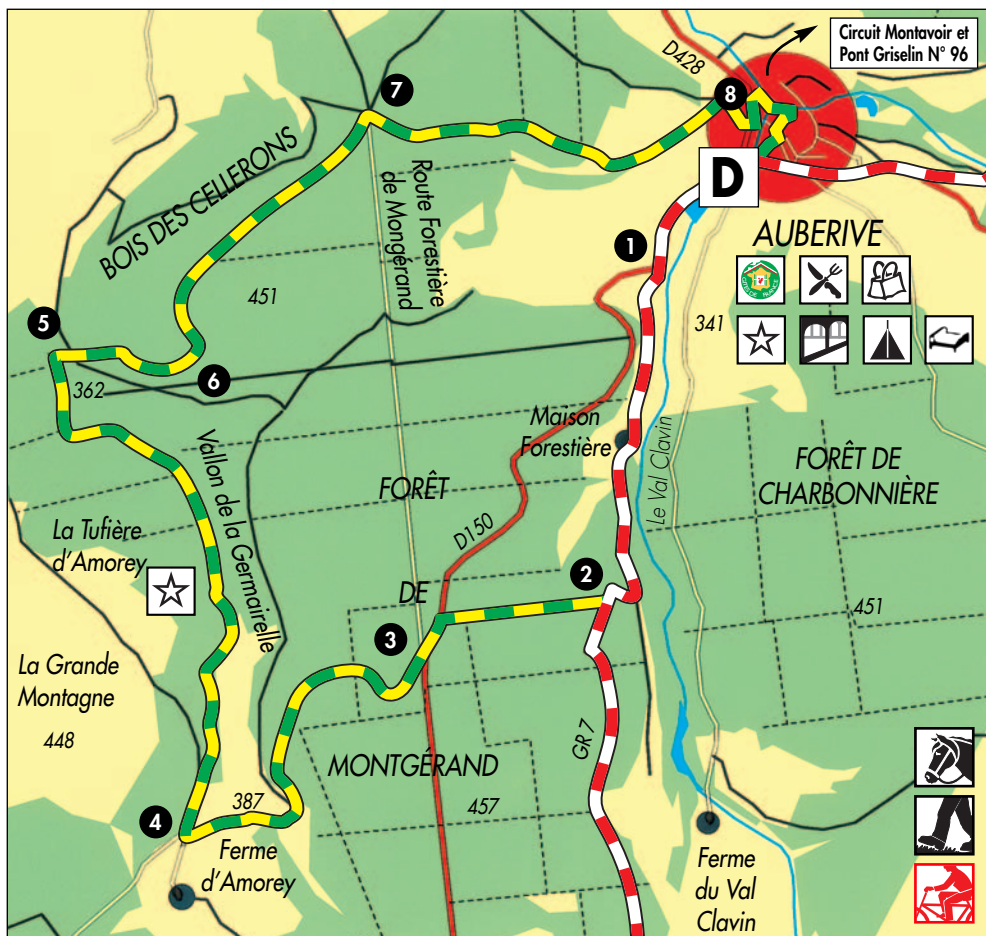 Circuit Montavoir et
Pont Griselin N° 96
D428
8
7
D
BOIS DES CELLERONS
Route Forestière
de Mongérand
1
AUBERIVE
GITES DE FRANCE
451
341
5
6
362
Maison
Forestière
Le Val Clavin
Vallon de la Germairelle
FORÊT
FORÊT DE
CHARBONNIÈRE
La Tufière
d'Amorey
D150
2
DE
451
3
La Grande
Montagne
448
GR 7
MONTGÉRAND
387
457
4
Ferme
d'Amorey
Ferme
du Val
Clavin